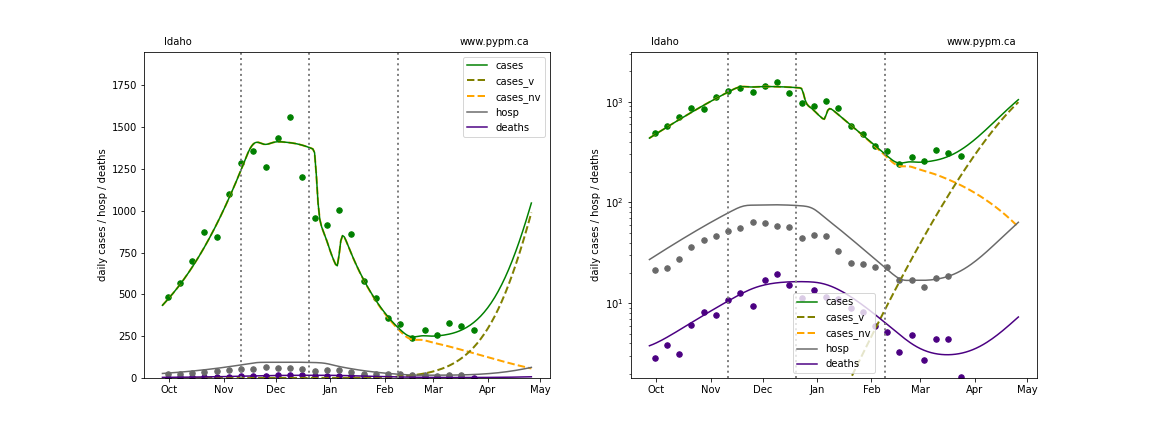 Idaho
www.pypm.ca
daily cases / hosp / deaths
1750
1500
1250
1000
750
500
250
0
Oct
Nov
Dec
Jan
Feb
Mar
Apr
May
cases
cases_v
cases_nv
hosp
deaths
Idaho
www.pypm.ca
daily cases / hosp / deaths
10³
10²
10¹
Oct
Nov
Dec
Jan
Feb
Mar
Apr
May
cases
cases_v
cases_nv
hosp
deaths